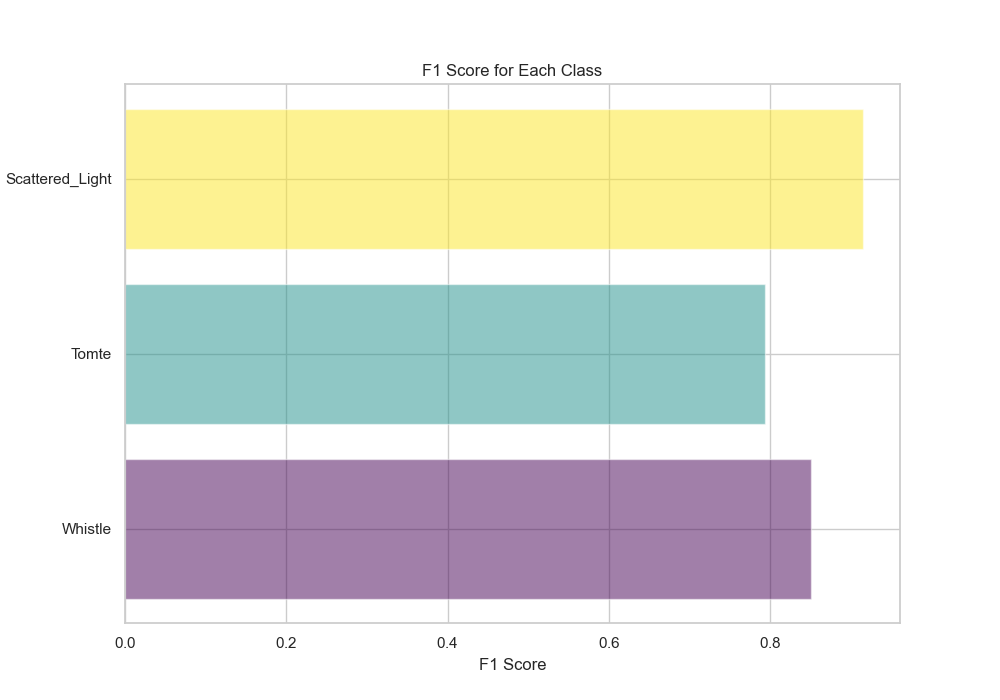 F1 Score for Each Class
Scattered_Light
Tomte
Whistle
0.0 0.2 0.4 0.6 0.8
F1 Score